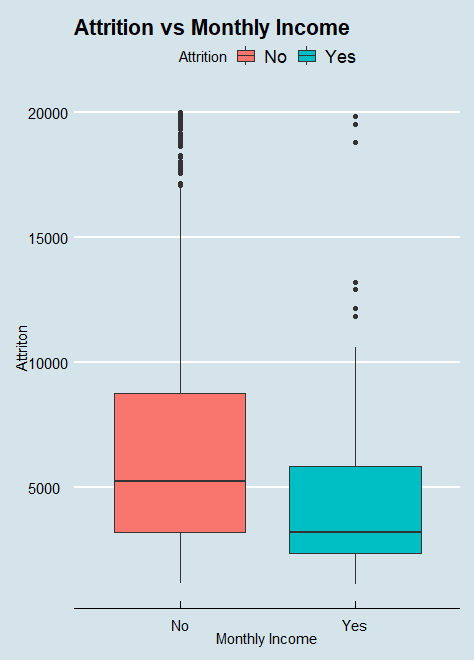 Attrition vs Monthly Income
Attrition No Yes
20000
15000
10000
5000
Attriton
No Yes
Monthly Income